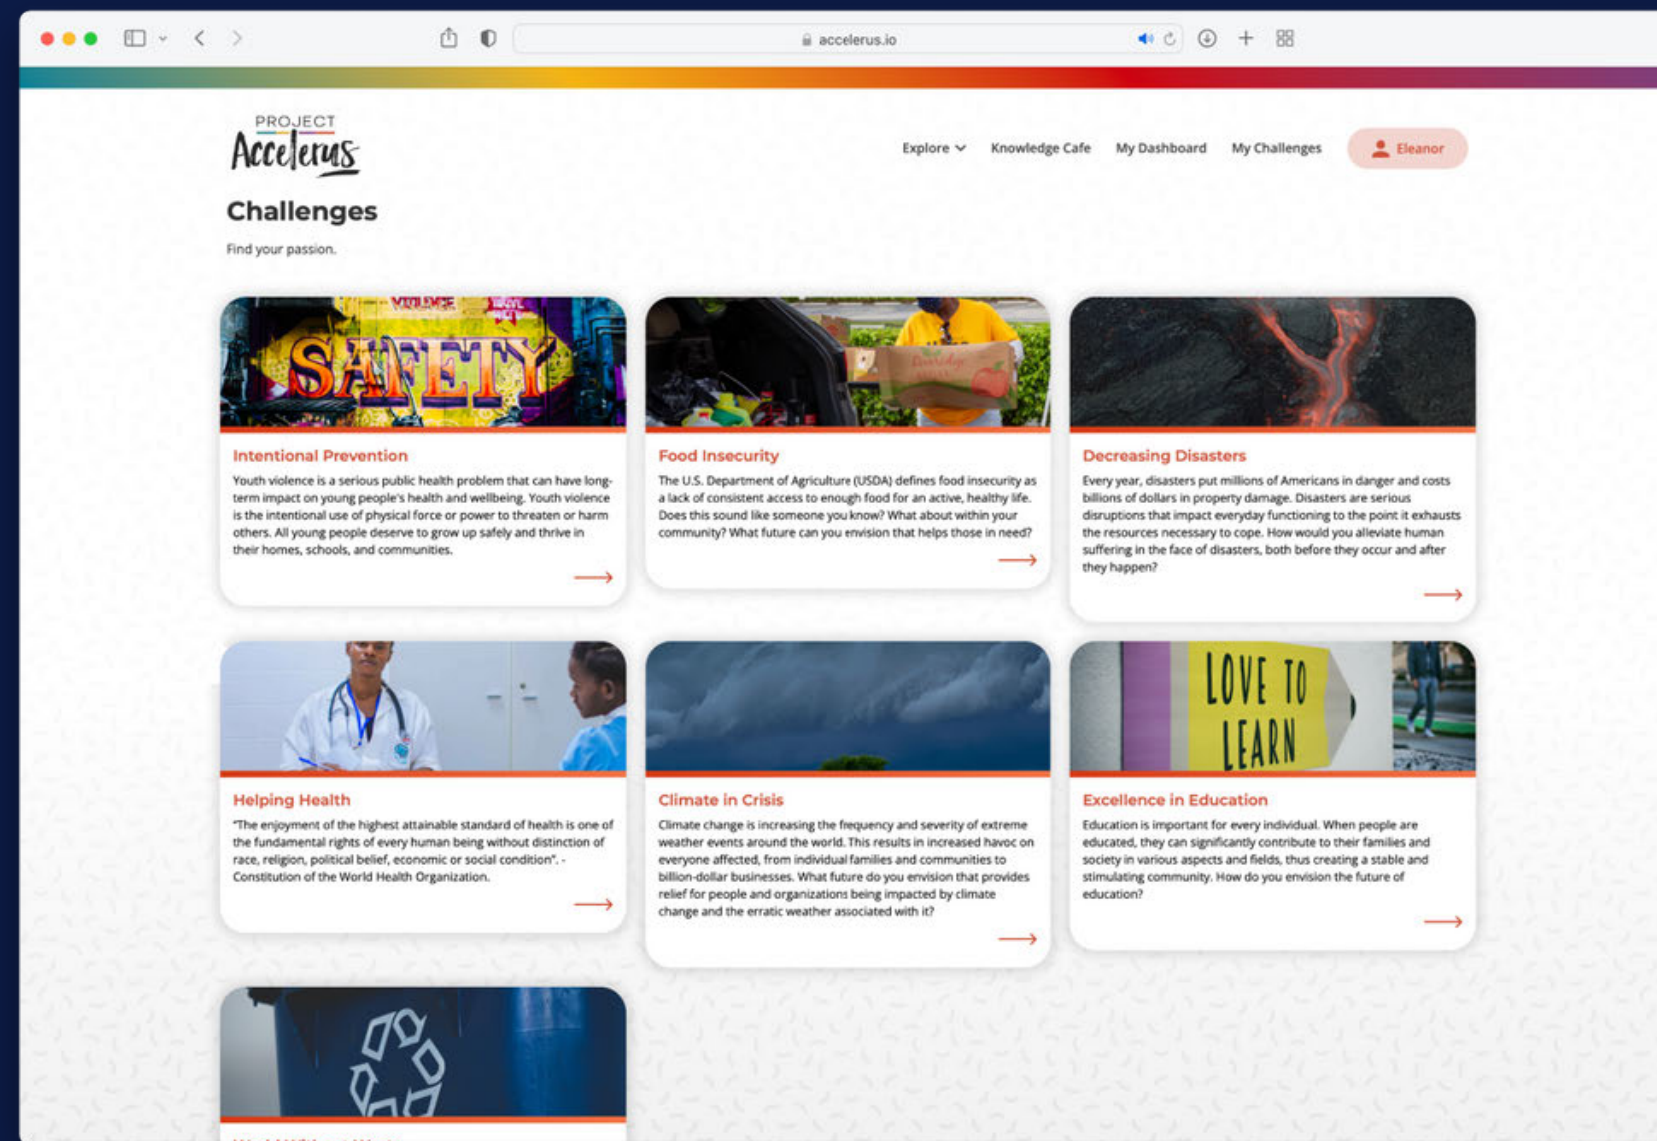 accelerus.io
PROJECT
Accelerus
Explore
Knowledge Cafe
My Dashboard
My Challenges
Eleanor
Challenges
Find your passion.
VIOLENCE
SAFETY
Intentional Prevention
Youth violence is a serious public health problem that can have long-
term impact on young people's health and wellbeing. Youth violence
is the intentional use of physical force or power to threaten or harm
others. All young people deserve to grow up safely and thrive in
their homes, schools, and communities.
Food Insecurity
The U.S. Department of Agriculture (USDA) defines food insecurity as
a lack of consistent access to enough food for an active, healthy life.
Does this sound like someone you know? What about within your
community? What future can you envision that helps those in need?
Decreasing Disasters
Every year, disasters put millions of Americans in danger and costs
billions of dollars in property damage. Disasters are serious
disruptions that impact everyday functioning to the point it exhausts
the resources necessary to cope. How would you alleviate human
suffering in the face of disasters, both before they occur and after
they happen?
Helping Health
"The enjoyment of the highest attainable standard of health is one of
the fundamental rights of every human being without distinction of
race, religion, political belief, economic or social condition". -
Constitution of the World Health Organization.
Climate in Crisis
Climate change is increasing the frequency and severity of extreme
weather events around the world. This results in increased havoc on
everyone affected, from individual families and communities to
billion-dollar businesses. What future do you envision that provides
relief for people and organizations being impacted by climate
change and the erratic weather associated with it?
LOVE TO
LEARN
Excellence in Education
Education is important for every individual. When people are
educated, they can significantly contribute to their families and
society in various aspects and fields, thus creating a stable and
stimulating community. How do you envision the future of
education?